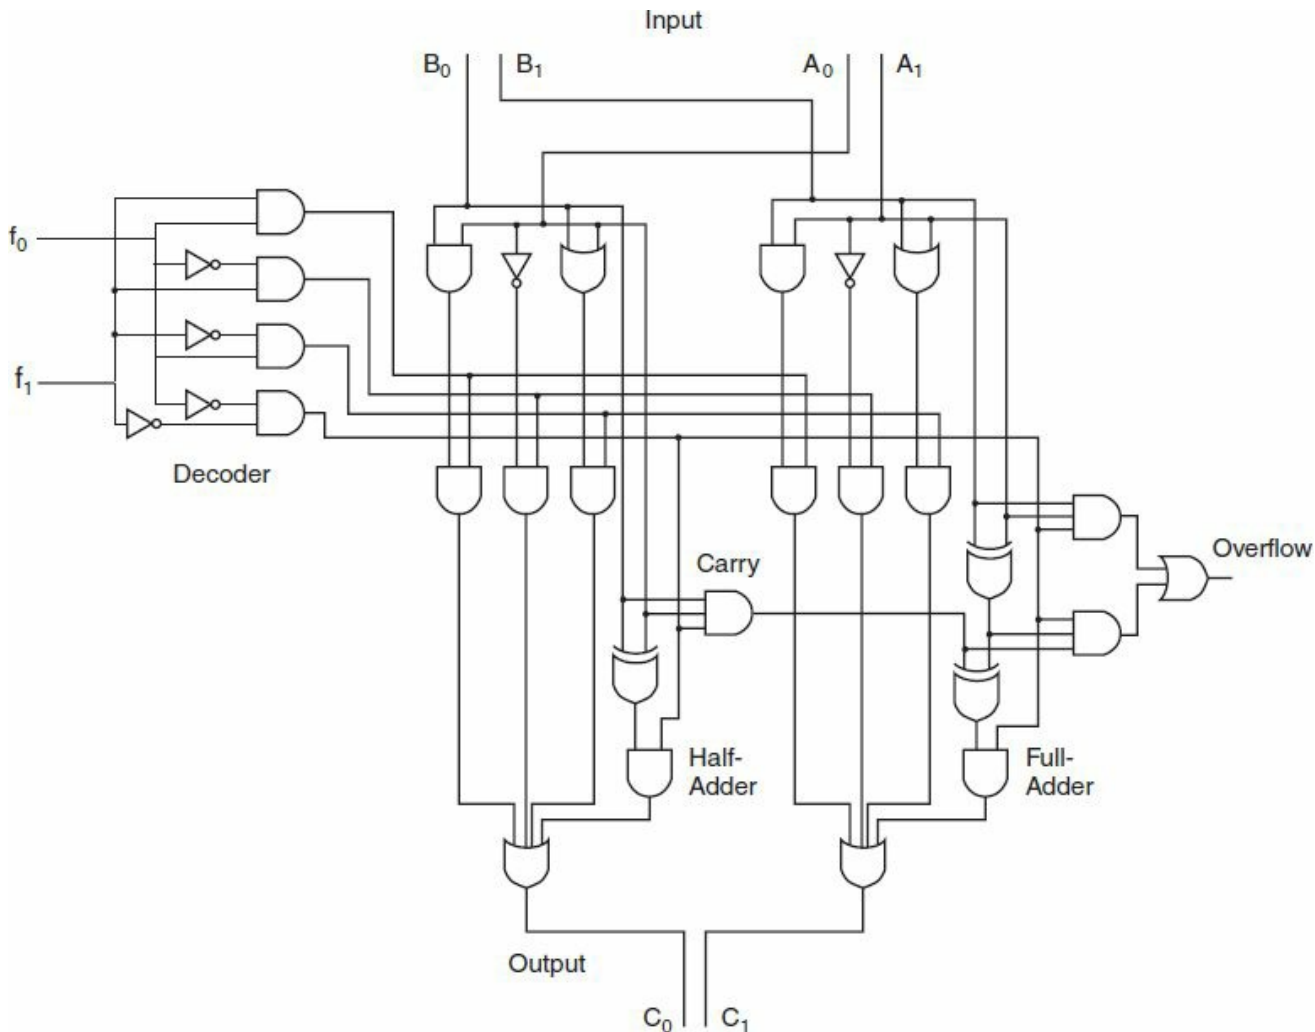 Input
B₀ B₁ A₀ A₁
f₀
f₁
Decoder
Overflow
Carry
Half-
Adder
Full-
Adder
Output
C₀ C₁